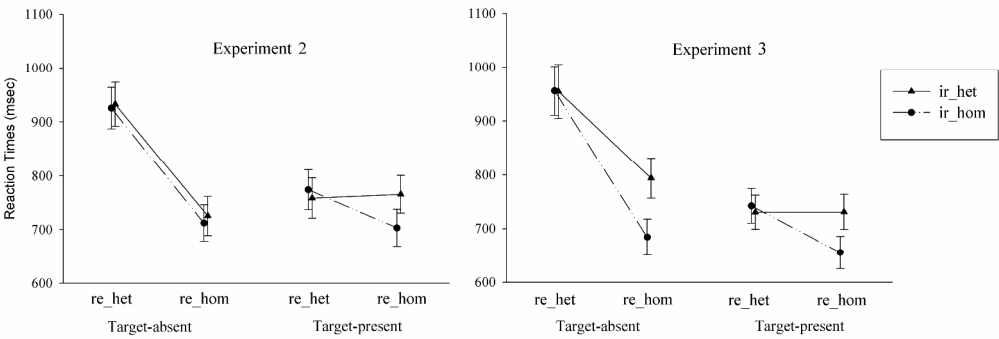 Reaction Times (msec)
1100
1000
900
800
700
600
Experiment 2
re_het
re_hom
re_het
re_hom
Target-absent
Target-present
1100
1000
900
800
700
600
Experiment 3
re_het
re_hom
re_het
re_hom
Target-absent
Target-present
ir_het
ir_hom